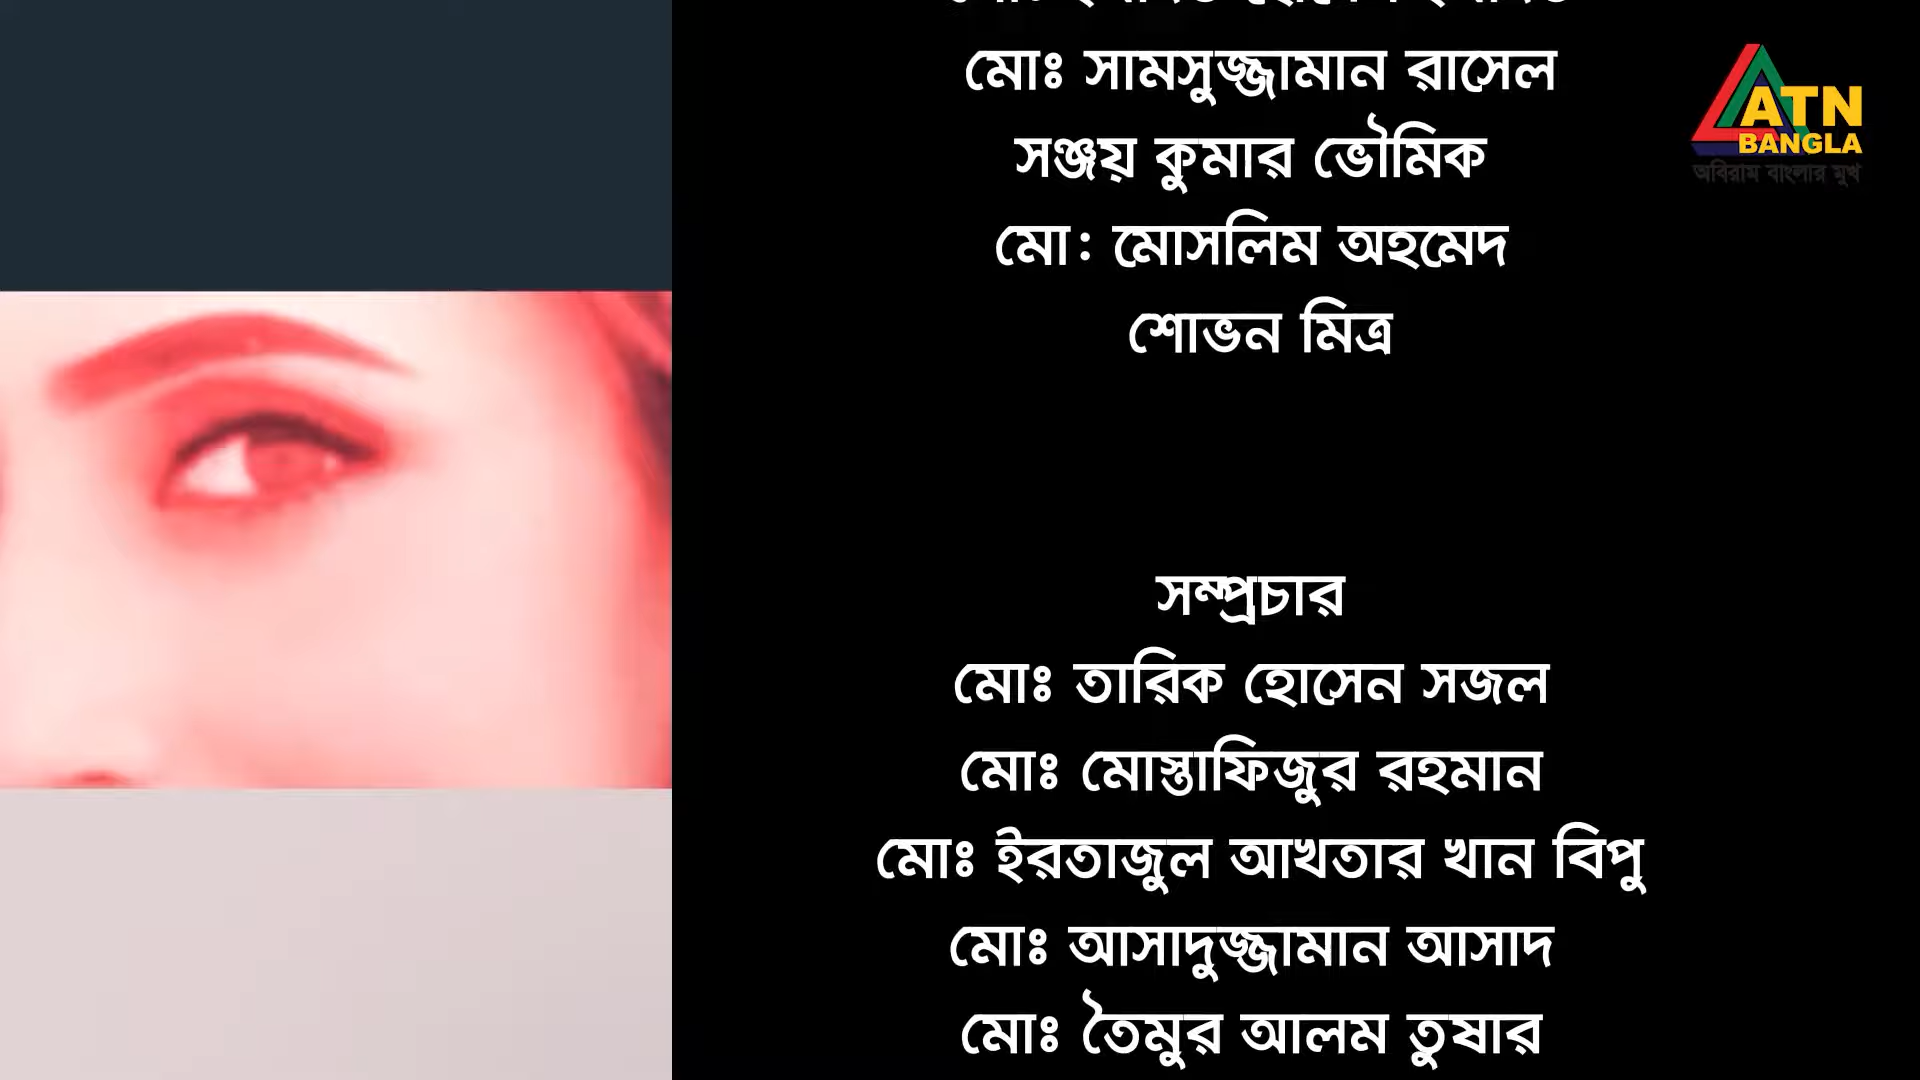 মোঃ সামসুজ্জামান রাসেল
সঞ্জয় কুমার ভৌমিক
মো: মোসলিম অহমেদ
শোভন মিত্র
সম্প্রচার
মোঃ তারিক হোসেন সজল
মোঃ মোস্তাফিজুর রহমান
মোঃ ইরতাজুল আখতার খান বিপু
মোঃ আসাদুজ্জামান আসাদ
মোঃ তৈমুর আলম তুষার
ATN
BANGLA
অবিরাম বাংলার মুখ